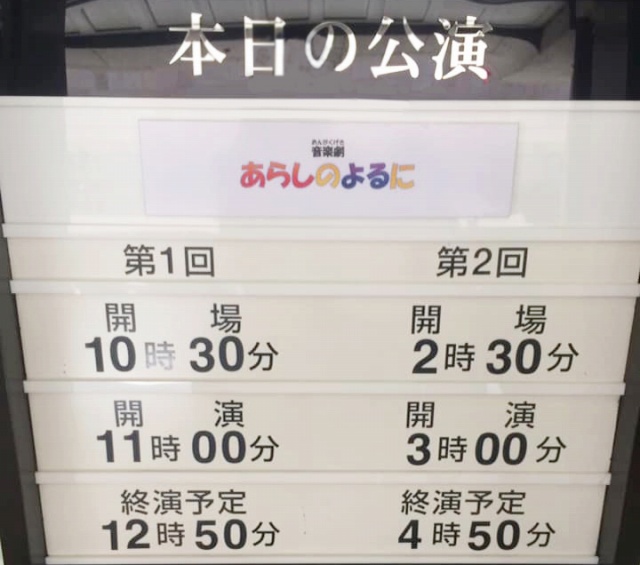 本日の公演
おんがくげき
音楽劇
あらしのよるに
第1回 第2回
開場 開場
10時30分 2時30分
開演 開演
11時00分 3時00分
終演予定 終演予定
12時50分 4時50分